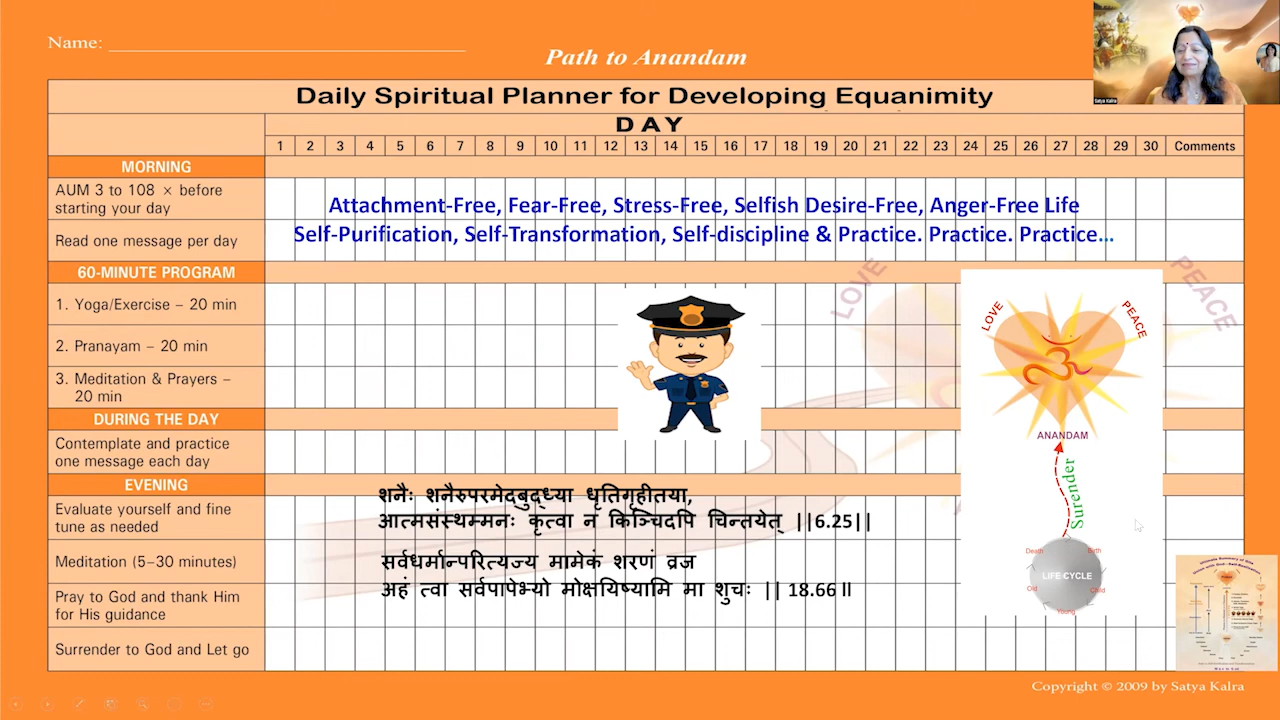 Name:
Path to Anandam
Satya Kalra
Daily Spiritual Planner for Developing Equanimity
DAY
1 2 3 4 5 6 7 8 9 10 11 12 13 14 15 16 17 18 19 20 21 22 23 24 25 26 27 28 29 30 Comments
MORNING
AUM 3 to 108 × before
starting your day
Attachment-Free, Fear-Free, Stress-Free, Selfish Desire-Free, Anger-Free Life
Read one message per day
Self-Purification, Self-Transformation, Self-discipline & Practice. Practice. Practice…
60-MINUTE PROGRAM
1. Yoga/Exercise – 20 min
2. Pranayam – 20 min
3. Meditation & Prayers –
20 min
LOVE
PEACE
LOVE
PEACE
ॐ
ANANDAM
Surender
DURING THE DAY
Contemplate and practice
one message each day
EVENING
Evaluate yourself and fine
tune as needed
शनैः शनैरुपरमेदबुद्ध्या धृतिगृहीतया,
आत्मसंस्थम्मनः कृत्वा न किञ्चिदपि चिन्तयेत् ||6.25||
Meditation (5–30 minutes)
सर्वधर्मान्परित्यज्य मामेकं शरणं व्रज
अहं त्वा सर्वपापेभ्यो मोक्षयिष्यामि मा शुचः || 18.66॥
Pray to God and thank Him
for His guidance
Surrender to God and Let go
Death
Birth
LIFE CYCLE
Old
Child
Young
Copyright © 2009 by Satya Kalra